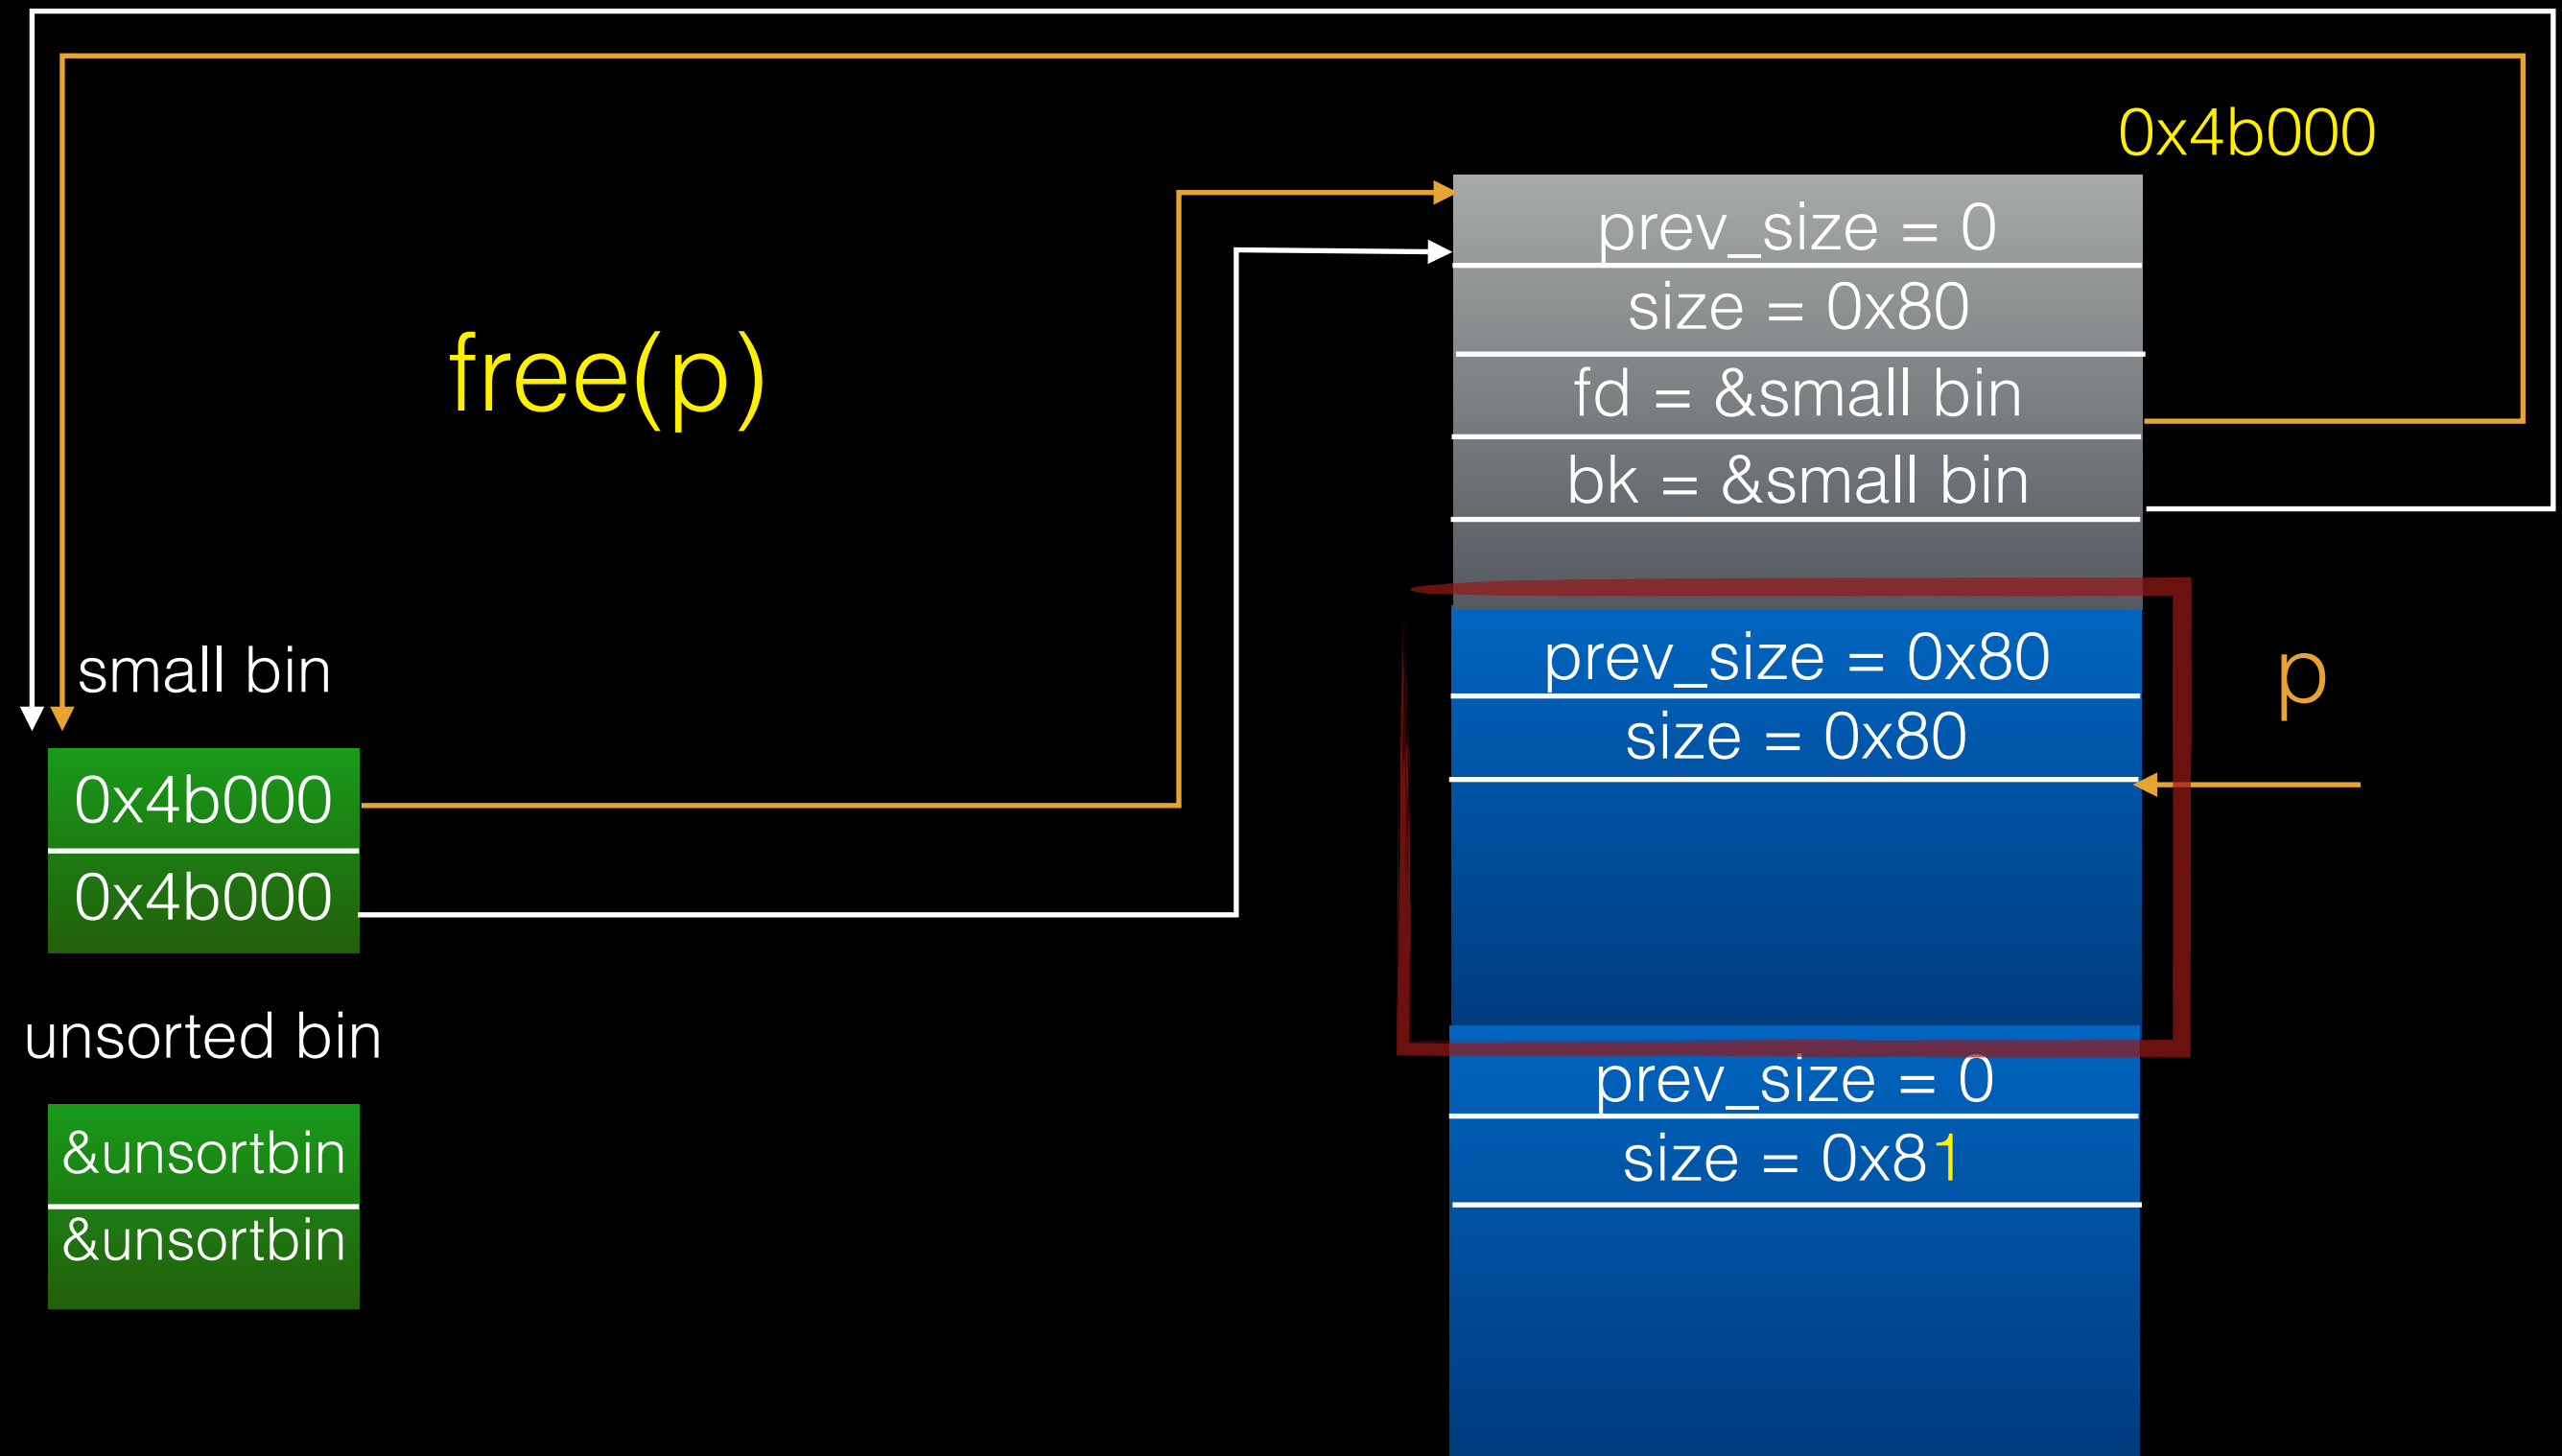 0x4b000
free(p)
prev_size = 0
size = 0x80
fd = &small bin
bk = &small bin
prev_size = 0x80
size = 0x80
p
prev_size = 0
size = 0x81
small bin
0x4b000
0x4b000
unsorted bin
&unsortbin
&unsortbin